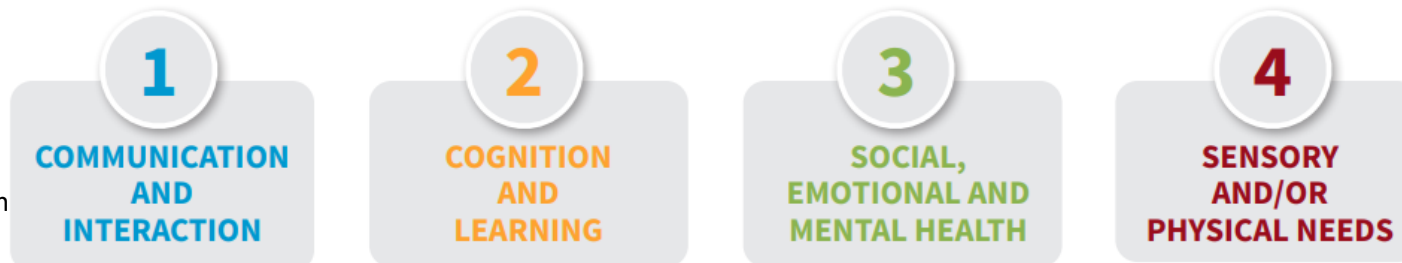 1
COMMUNICATION
AND
INTERACTION
2
COGNITION
AND
LEARNING
3
SOCIAL,
EMOTIONAL AND
MENTAL HEALTH
4
SENSORY
AND/OR
PHYSICAL NEEDS